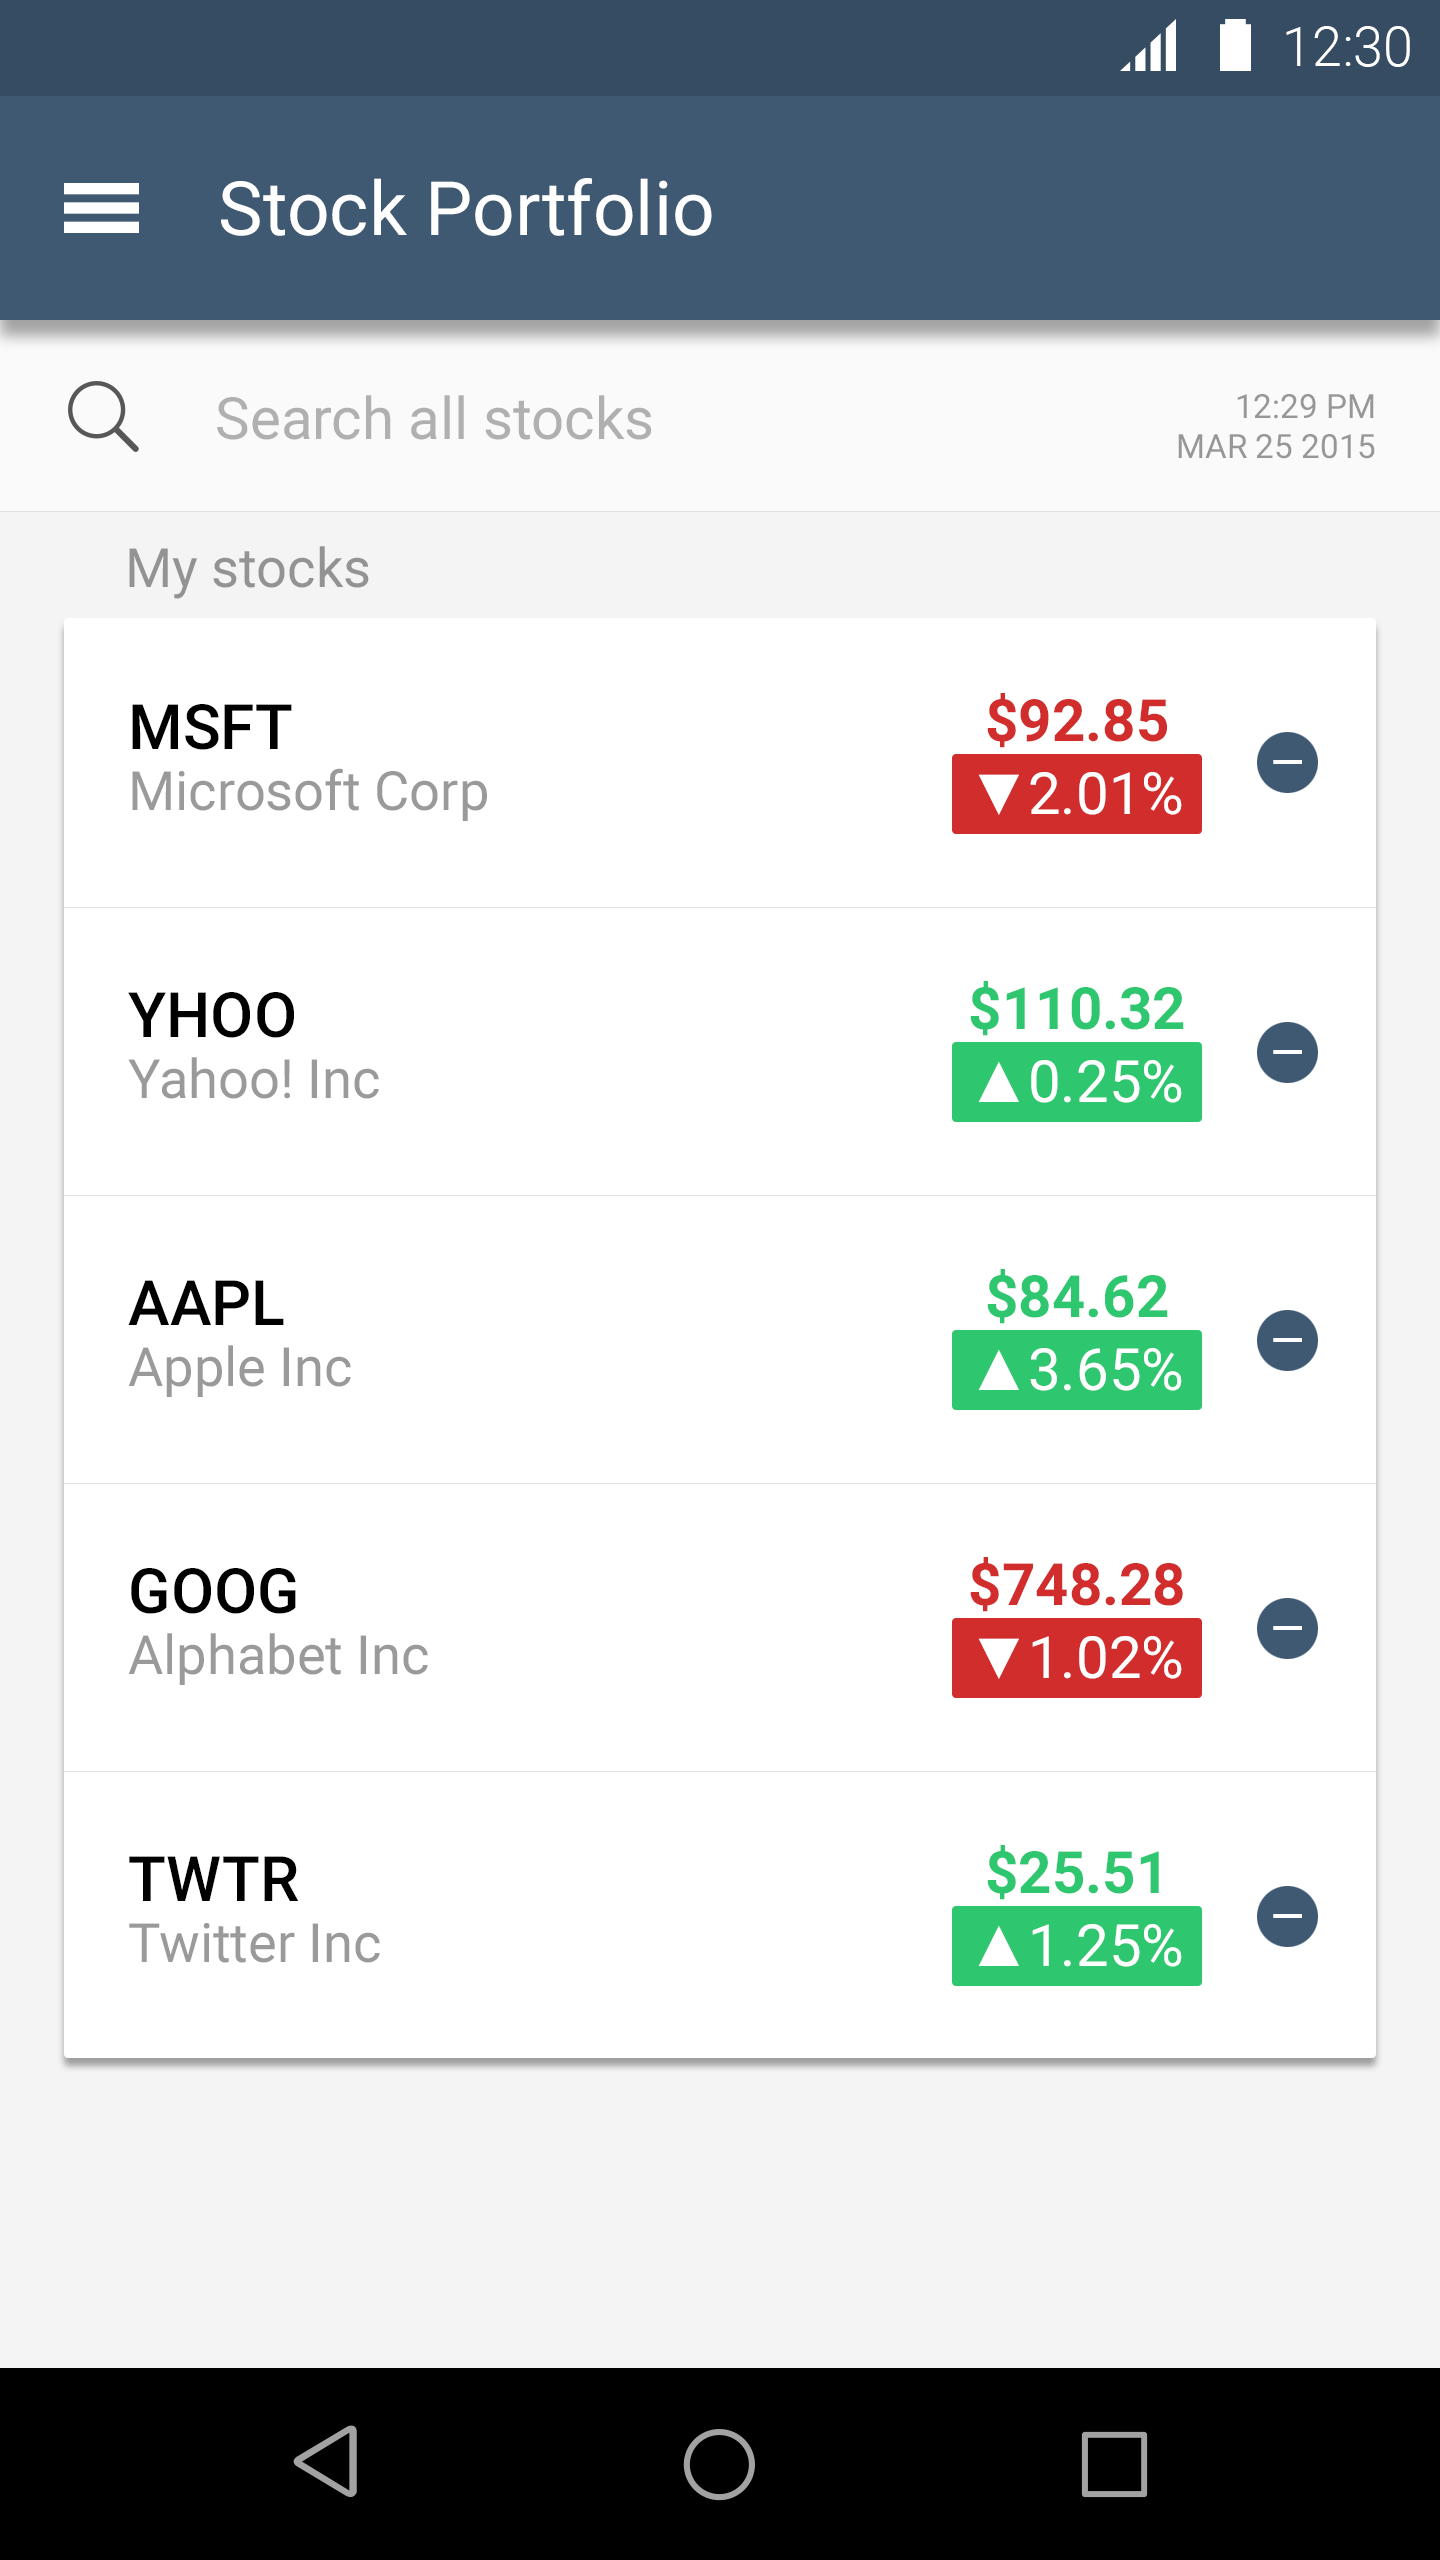 12:30
Stock Portfolio
Search all stocks
12:29 PM
MAR 25 2015
My stocks
MSFT
Microsoft Corp
$92.85
▼2.01%
YHOO
Yahoo! Inc
$110.32
▲0.25%
AAPL
Apple Inc
$84.62
▲3.65%
GOOG
Alphabet Inc
$748.28
▼1.02%
TWTR
Twitter Inc
$25.51
▲1.25%